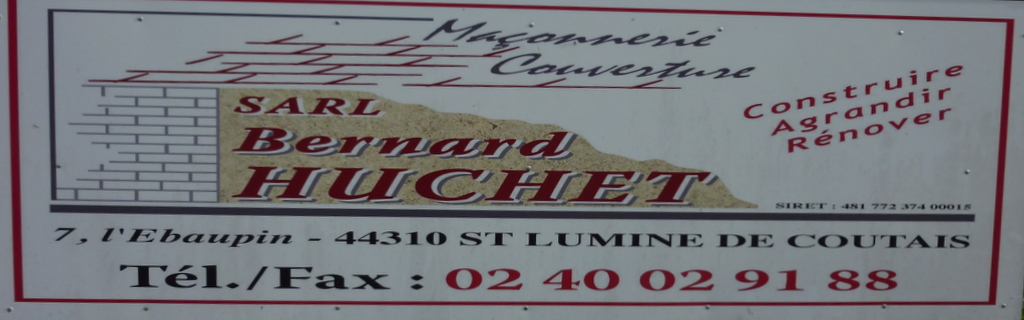 Maçonnerie
Couverture
Construire
Agrandir
Rénover
SARL
Bernard
HUCHET
SIRET : 481 772 374 00015
7, l'Ebaupin - 44310 ST LUMINE DE COUTAIS
Tél./Fax : 02 40 02 91 88